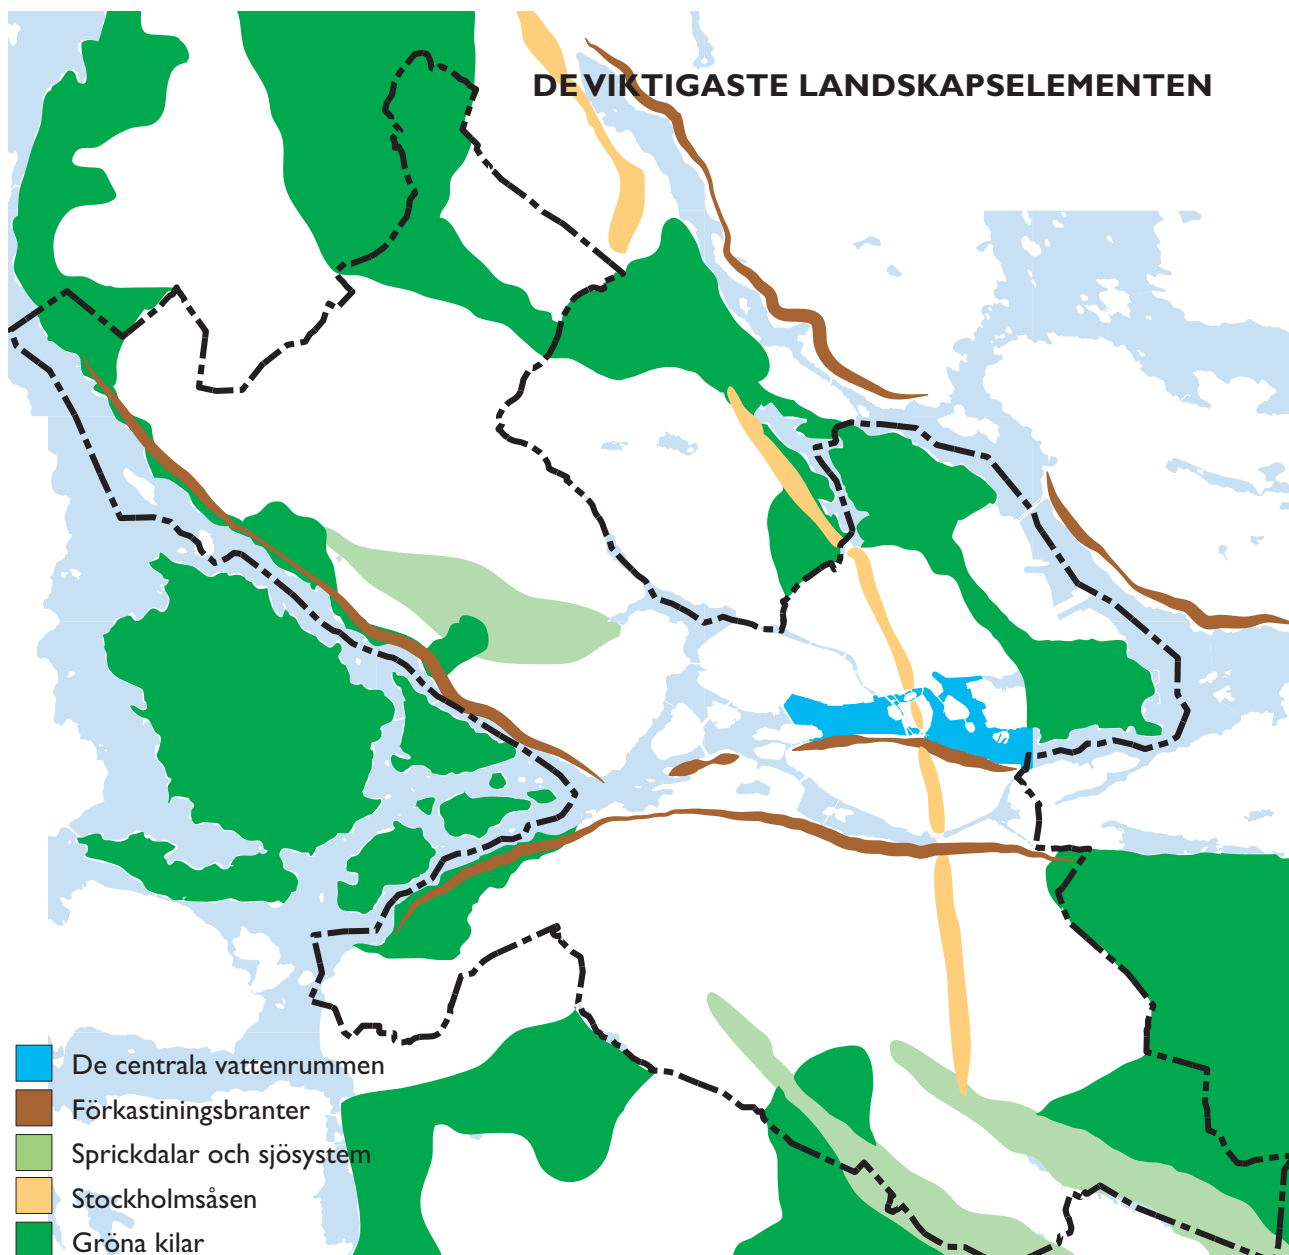 DE VIKTIGASTE LANDSKAPSELEMENTEN
De centrala vattenrummen
Förkastiningsbranter
Sprickdalar och sjösystem
Stockholmsåsen
Gröna kilar